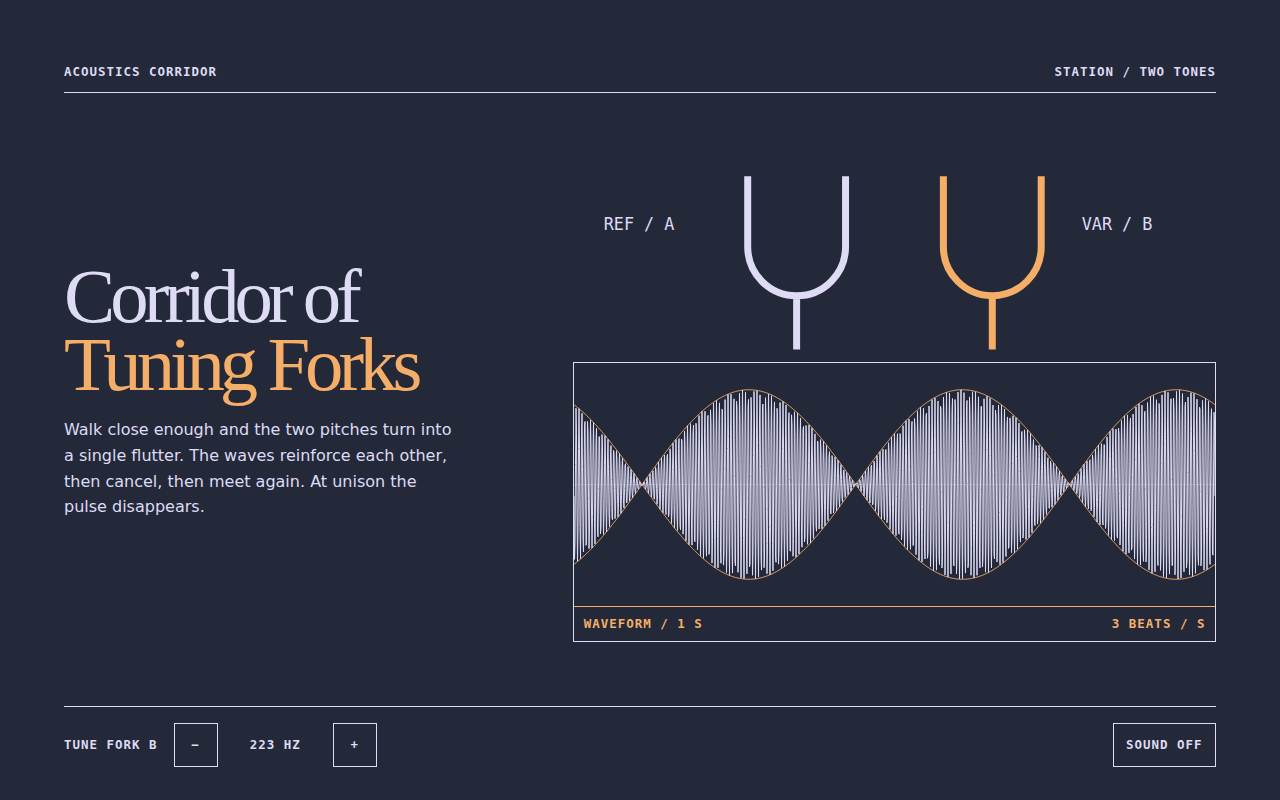 ACOUSTICS CORRIDOR
STATION / TWO TONES
REF / A
VAR / B
Corridor of
Tuning Forks
Walk close enough and the two pitches turn into
a single flutter. The waves reinforce each other,
then cancel, then meet again. At unison the
pulse disappears.
WAVEFORM / 1 S
3 BEATS / S
TUNE FORK B
−
223 HZ
+
SOUND OFF